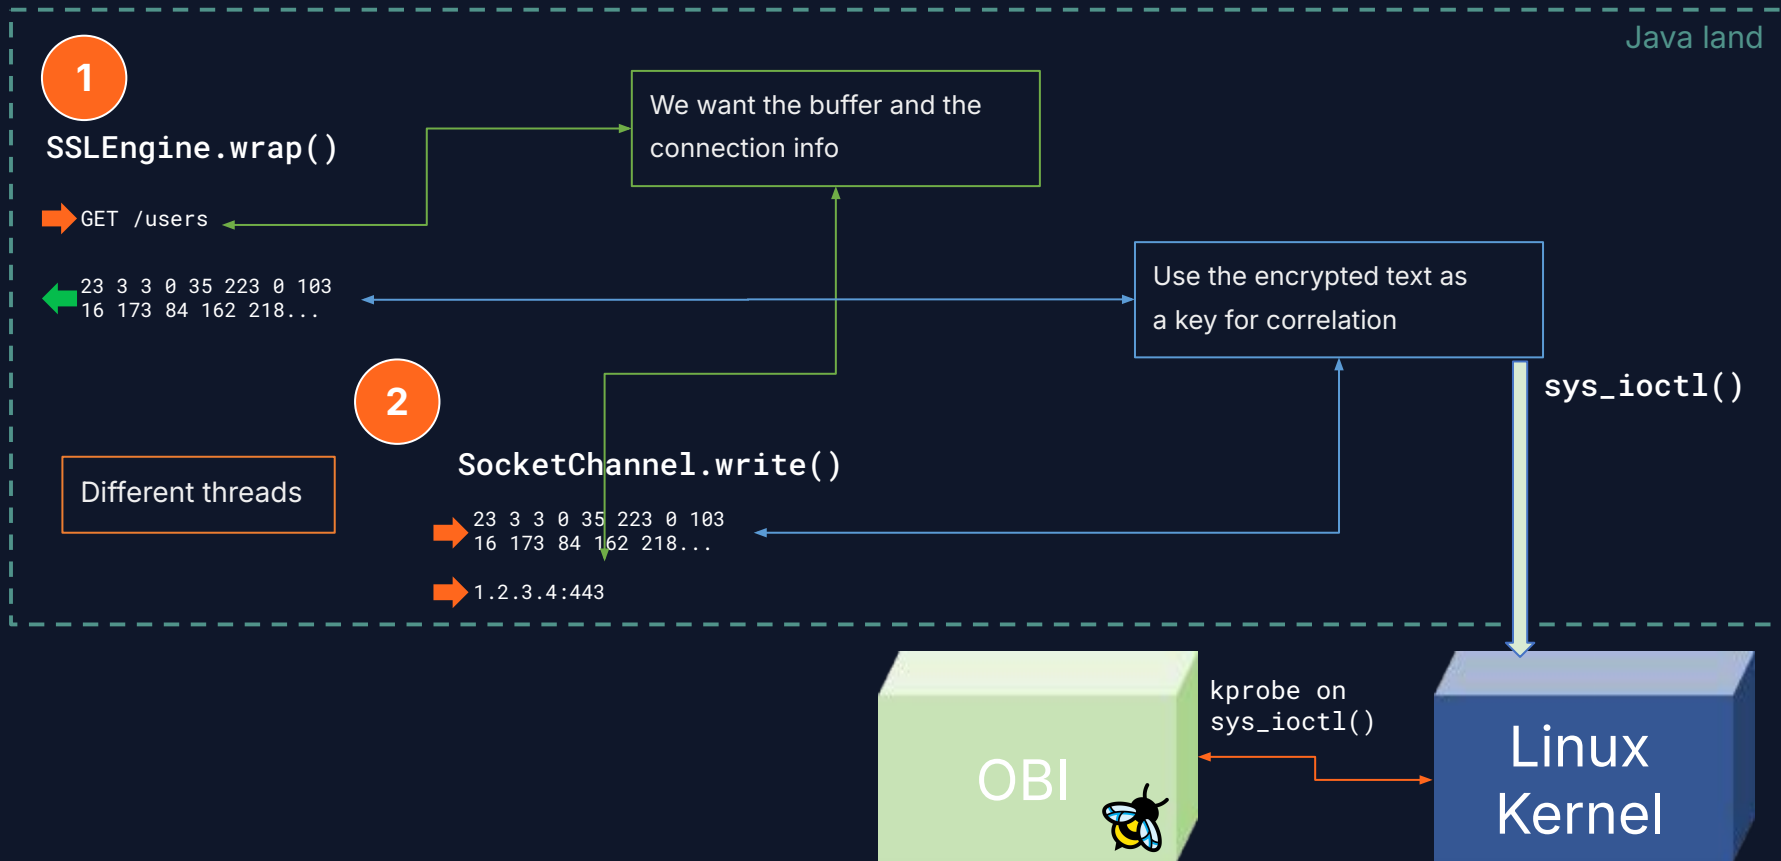 Java land
1
SSLEngine.wrap()
We want the buffer and the
connection info
GET /users
23 3 3 0 35 223 0 103
16 173 84 162 218...
Use the encrypted text as
a key for correlation
2
sys_ioctl()
SocketChannel.write()
Different threads
23 3 3 0 35 223 0 103
16 173 84 162 218...
1.2.3.4:443
kprobe on
sys_ioctl()
OBI
Linux
Kernel